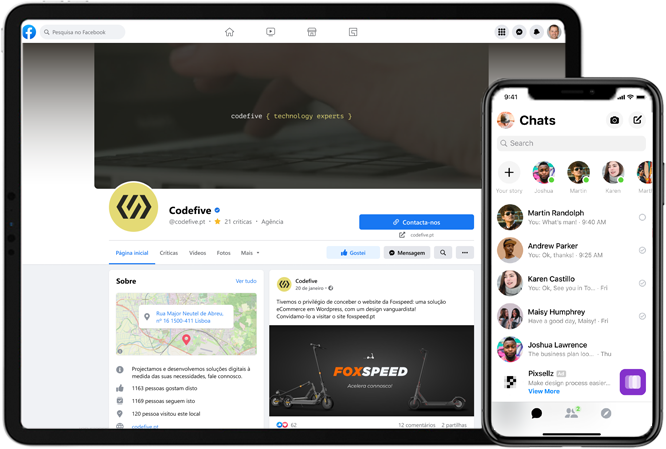 Pesquisa no Facebook
codefive { technology experts }
Codefive
@codefive.pt · 21 críticas · Agência
Contacta-nos
codefive.pt
Página inicial Críticas Vídeos Fotos Mais
Gostei Mensagem
Sobre Ver tudo
Rua Major Neutel de Abreu,
nº 16 1500-411 Lisboa
Projectamos e desenvolvemos soluções digitais à
medida das suas necessidades, fale conosco.
1163 pessoas gostam disto
1169 pessoas seguem isto
120 pessoa visitou este local
codefive.pt
Codefive
20 de janeiro ·
Tivemos o privilégio de conceber o website da Foxspeed: uma solução
eCommerce em Wordpress, com um design vanguardista!
Convidamo-lo a visitar o site foxspeed.pt
FOXSPEED
Acelera connosco!
62 12 comentários 2 partilhas
9:41
Chats
Search
Your story Joshua Martin Karen Marti
Martin Randolph
You: What's man! · 9:40 AM
Andrew Parker
You: Ok, thanks! · 9:25 AM
Karen Castillo
You: Ok, See you in To... · Fri
Maisy Humphrey
Have a good day, Maisy! · Fri
Joshua Lawrence
The business plan loo... · Thu
Pixsellz Ad
Make design process easier...
View More
2